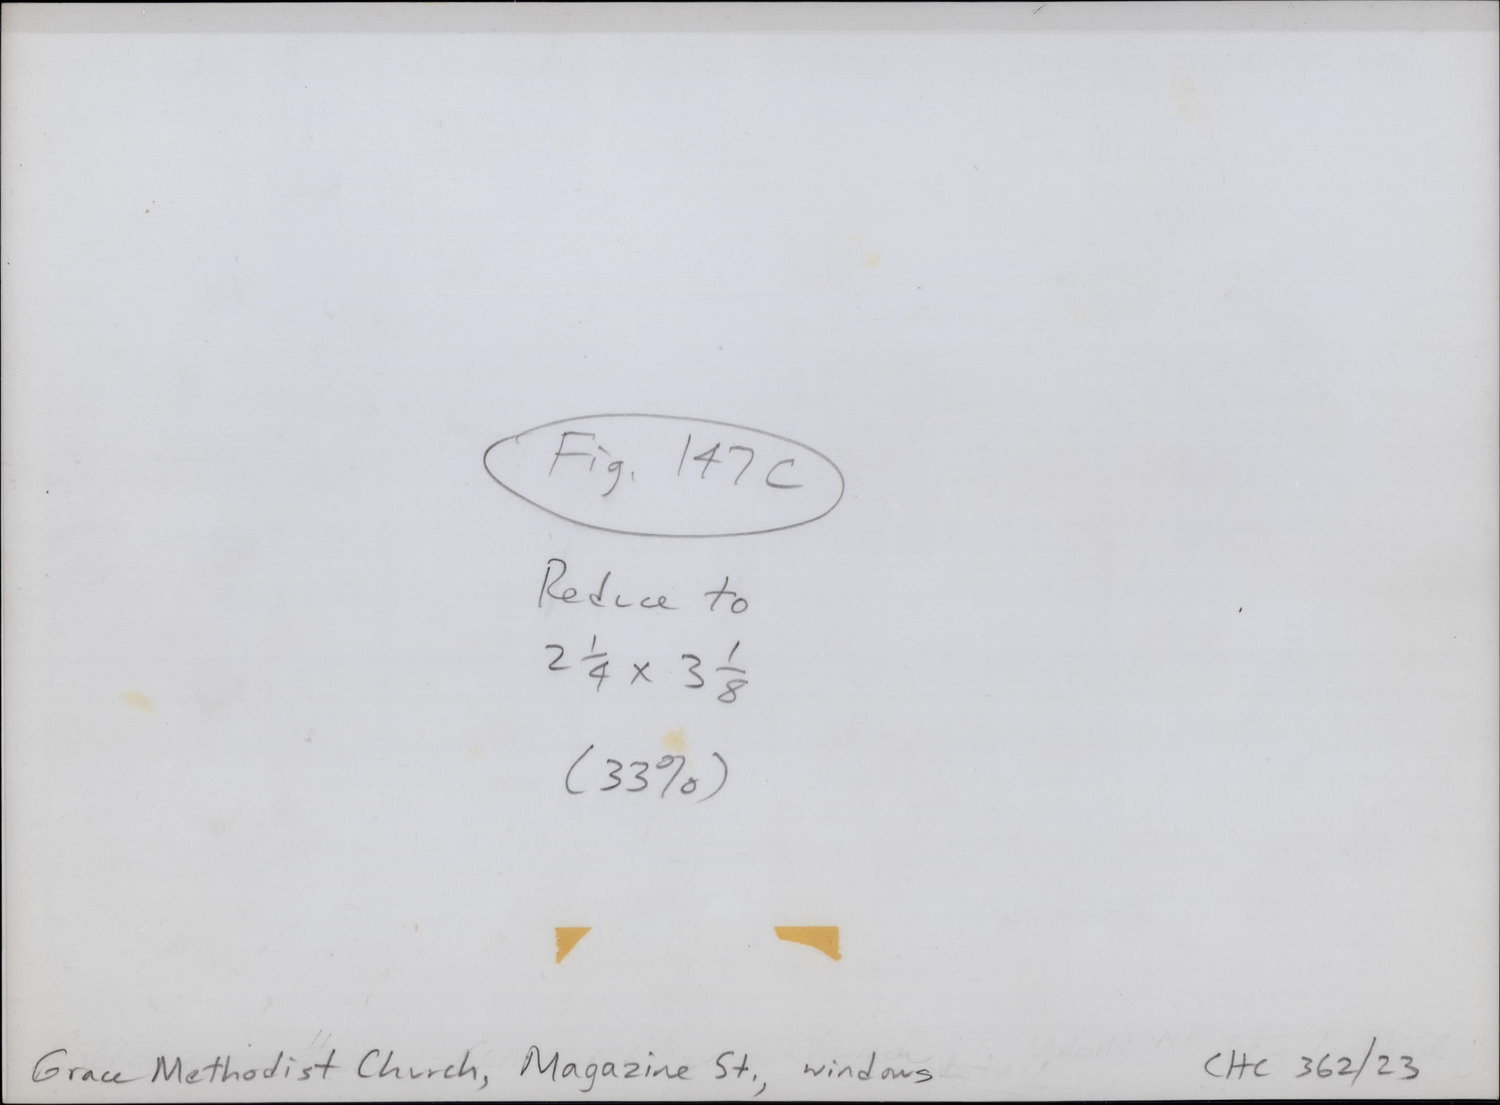 Fig. 147C
Reduce to
2 1/4 x 3 1/8
(33%)
Grace Methodist Church, Magazine St., windows
CHC 362/23